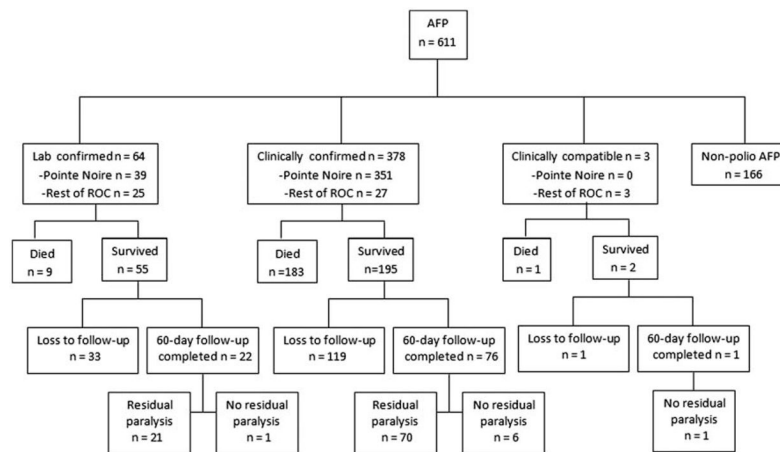 AFP
n = 611
Lab confirmed n = 64
-Pointe Noire n = 39
-Rest of ROC n = 25
Clinically confirmed n = 378
-Pointe Noire n = 351
-Rest of ROC n = 27
Clinically compatible n = 3
-Pointe Noire n = 0
-Rest of ROC n = 3
Non-polio AFP
n = 166
Died
n = 9
Survived
n = 55
Died
n =183
Survived
n=195
Died
n = 1
Survived
n = 2
Loss to follow-up
n = 33
60-day follow-up
completed n = 22
Loss to follow-up
n = 119
60-day follow-up
completed n = 76
Loss to follow-up
n = 1
60-day follow-up
completed n = 1
Residual
paralysis
n = 21
No residual
paralysis
n = 1
Residual
paralysis
n = 70
No residual
paralysis
n = 6
No residual
paralysis
n = 1